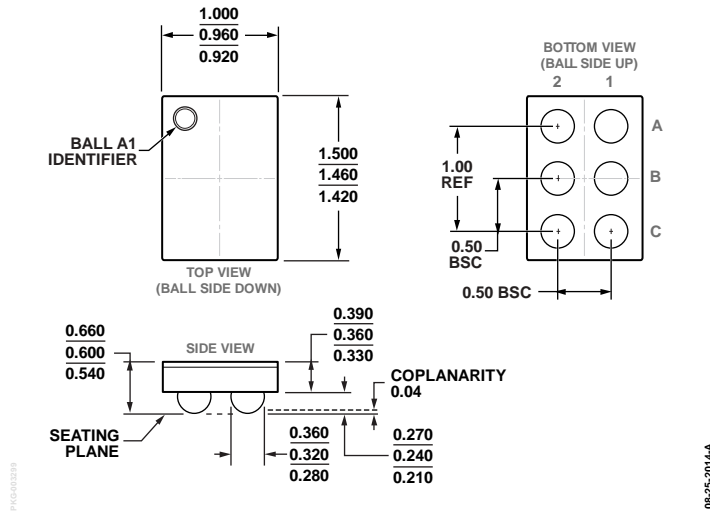 1.000
0.960
0.920
BALL A1
IDENTIFIER
1.500
1.460
1.420
TOP VIEW
(BALL SIDE DOWN)
BOTTOM VIEW
(BALL SIDE UP)
2 1
A
B
C
1.00
REF
0.50
BSC
0.50 BSC
0.660
0.600
0.540
SIDE VIEW
0.390
0.360
0.330
COPLANARITY
0.04
SEATING
PLANE
0.360
0.320
0.280
0.270
0.240
0.210
PKG-003299
08-25-2014-A